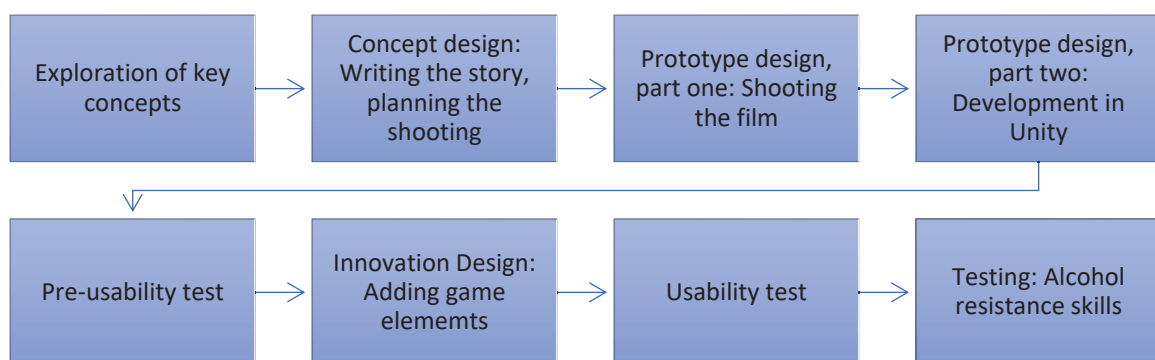 Exploration of key
concepts
Concept design:
Writing the story,
planning the
shooting
Prototype design,
part one: Shooting
the film
Prototype design,
part two:
Development in
Unity
Pre-usability test
Innovation Design:
Adding game
elememts
Usability test
Testing: Alcohol
resistance skills